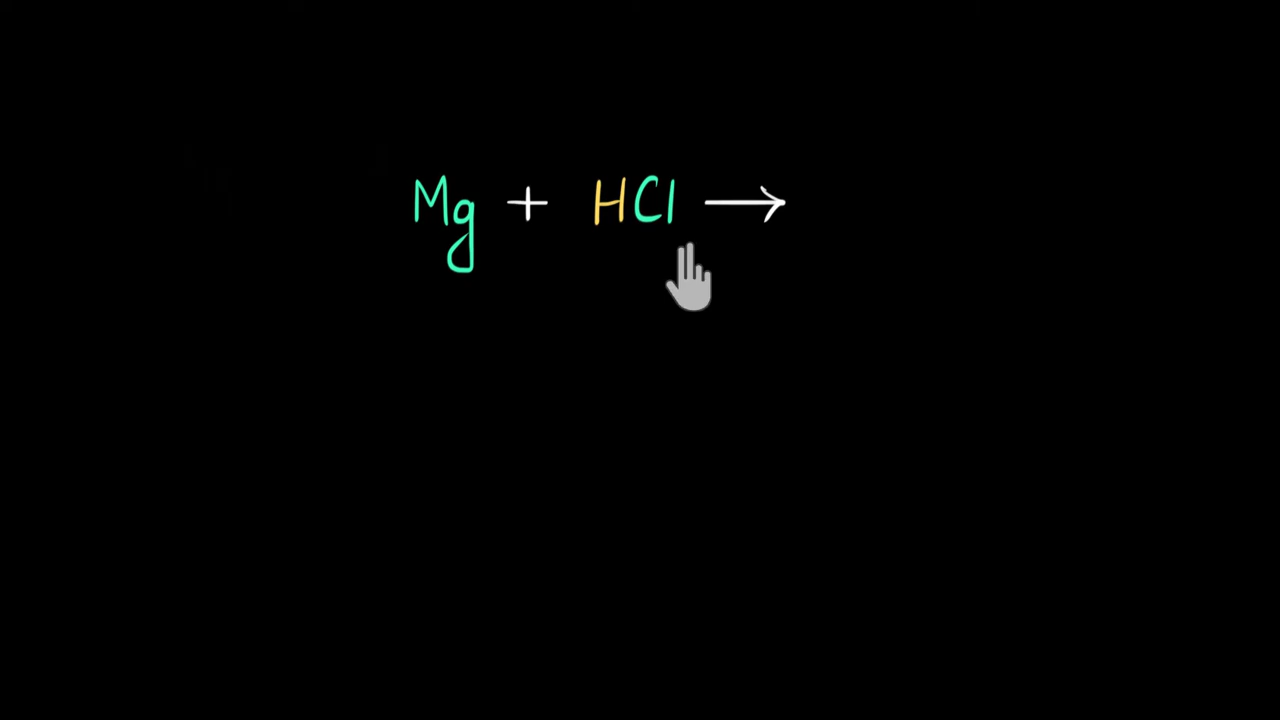 Mg + HCl →